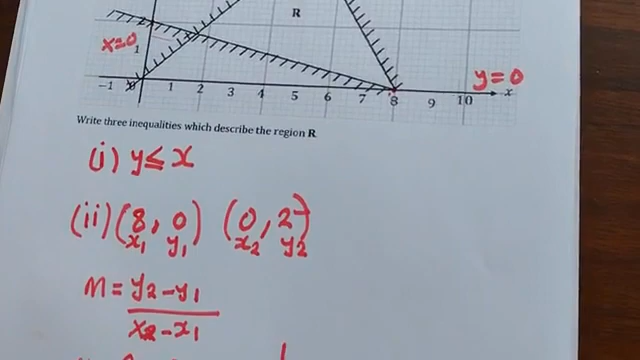 R
x=0
1
y=0
-1 0 1 2 3 4 5 6 7 8 9 10 x
Write three inequalities which describe the region R.
(i) y≤ x
(ii) (8, 0) (0, 2)
x₁ y₁ x₂ y₂
M = y₂-y₁
x₂-x₁